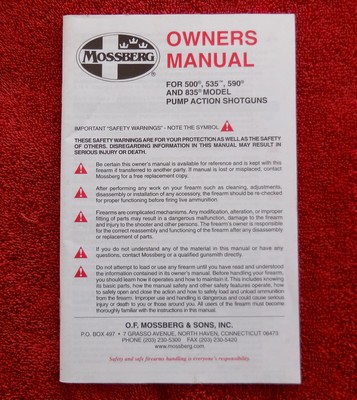 MOSSBERG®
OWNERS
MANUAL
FOR 500®, 535™, 590®
AND 835® MODEL
PUMP ACTION SHOTGUNS
IMPORTANT "SAFETY WARNINGS" - NOTE THE SYMBOL
THESE SAFETY WARNINGS ARE FOR YOUR PROTECTION AS WELL AS THE SAFETY
OF OTHERS. DISREGARDING INFORMATION IN THIS MANUAL MAY RESULT IN
SERIOUS INJURY OR DEATH.
Be certain this owner's manual is available for reference and is kept with this
firearm if transferred to another party. If manual is lost or misplaced, contact
Mossberg for a free replacement copy.
After performing any work on your firearm such as cleaning, adjustments,
disassembly or installation of any accessory, the firearm should be re-checked
for proper functioning before firing live ammunition.
Firearms are complicated mechanisms. Any modification, alteration, or improper
fitting of parts may result in a dangerous malfunction, damage to the firearm
and injury to the shooter and other persons. The firearm's owner is responsible
for the correct reassembly and functioning of the firearm after any disassembly
or replacement of parts.
If you do not understand any of the material in this manual or have any
questions, contact Mossberg or a qualified gunsmith directly.
Do not attempt to load or use any firearm until you have read and understood
the information contained in its owner's manual. Before handling your firearm,
you should learn how it operates and how to maintain it. This includes knowing
its basic parts, how the manual safety and other safety features operate, how
to safely open and close the action and how to safely load and unload ammunition
from the firearm. Improper use and handling is dangerous and could cause serious
injury or death to you or those around you. All users of the firearm must become
thoroughly familiar with the instructions in this manual.
O.F. MOSSBERG & SONS, INC.
P.O. BOX 497 • 7 GRASSO AVENUE, NORTH HAVEN, CONNECTICUT 06473
PHONE (203) 230-5300 FAX (203) 230-5420
www.mossberg.com
Safety and safe firearms handling is everyone's responsibility.